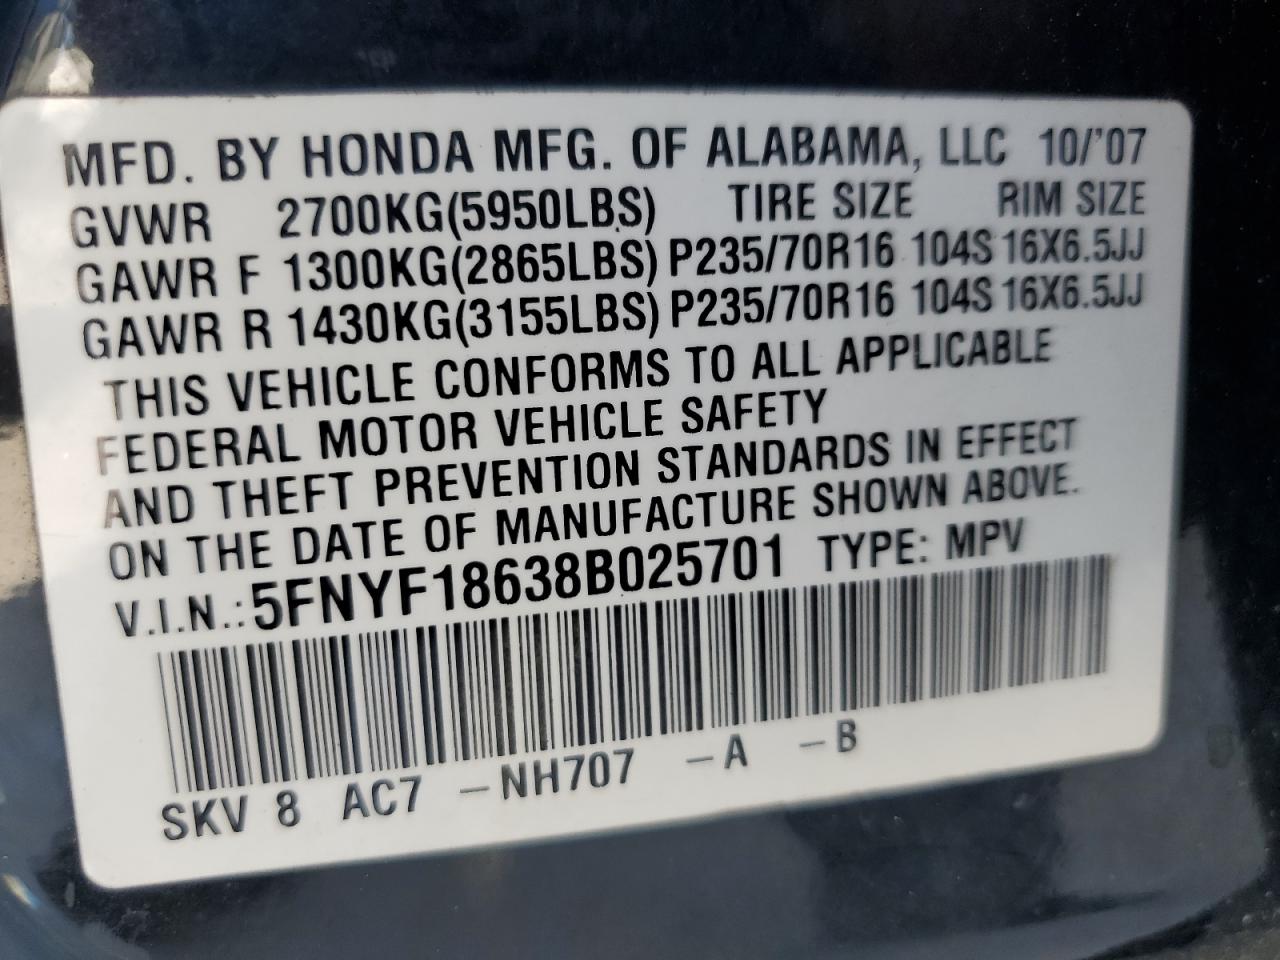 MFD. BY HONDA MFG. OF ALABAMA, LLC 10/'07
GVWR 2700KG(5950LBS) TIRE SIZE RIM SIZE
GAWR F 1300KG(2865LBS) P235/70R16 104S 16X6.5JJ
GAWR R 1430KG(3155LBS) P235/70R16 104S 16X6.5JJ
THIS VEHICLE CONFORMS TO ALL APPLICABLE
FEDERAL MOTOR VEHICLE SAFETY
AND THEFT PREVENTION STANDARDS IN EFFECT
ON THE DATE OF MANUFACTURE SHOWN ABOVE.
V.I.N.: 5FNYF18638B025701 TYPE: MPV
SKV 8 AC7 -NH707 -A -B